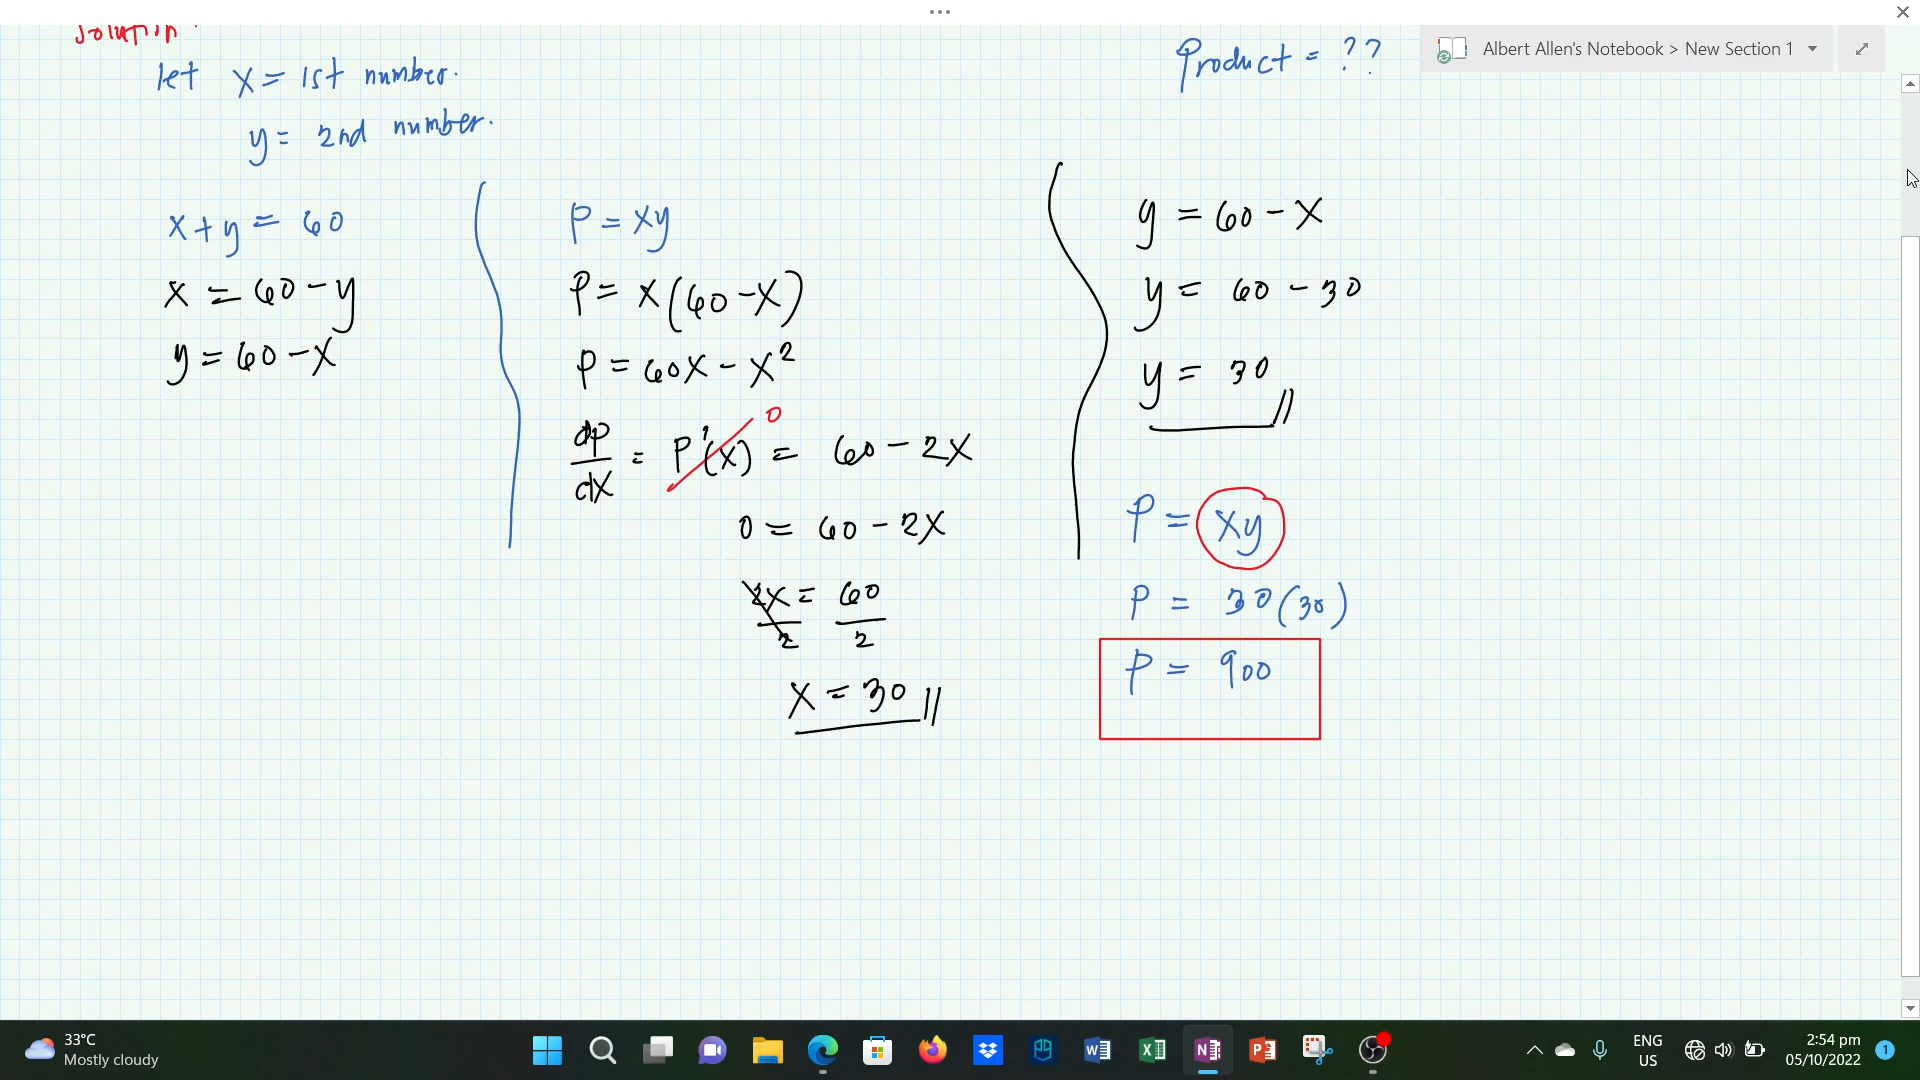 Solution:
let x = 1st number.
y = 2nd number.
x + y = 60
x = 60 - y
y = 60 - x
P = xy
P = x(60 - x)
P = 60x - x²
dP/dx = P'(x) = 60 - 2x
0
0 = 60 - 2x
2x/2 = 60/2
x = 30 //
Product = ??
y = 60 - x
y = 60 - 30
y = 30 //
P = xy
P = 30(30)
P = 900
Albert Allen's Notebook > New Section 1
33°C
Mostly cloudy
ENG
US
2:54 pm
05/10/2022
1